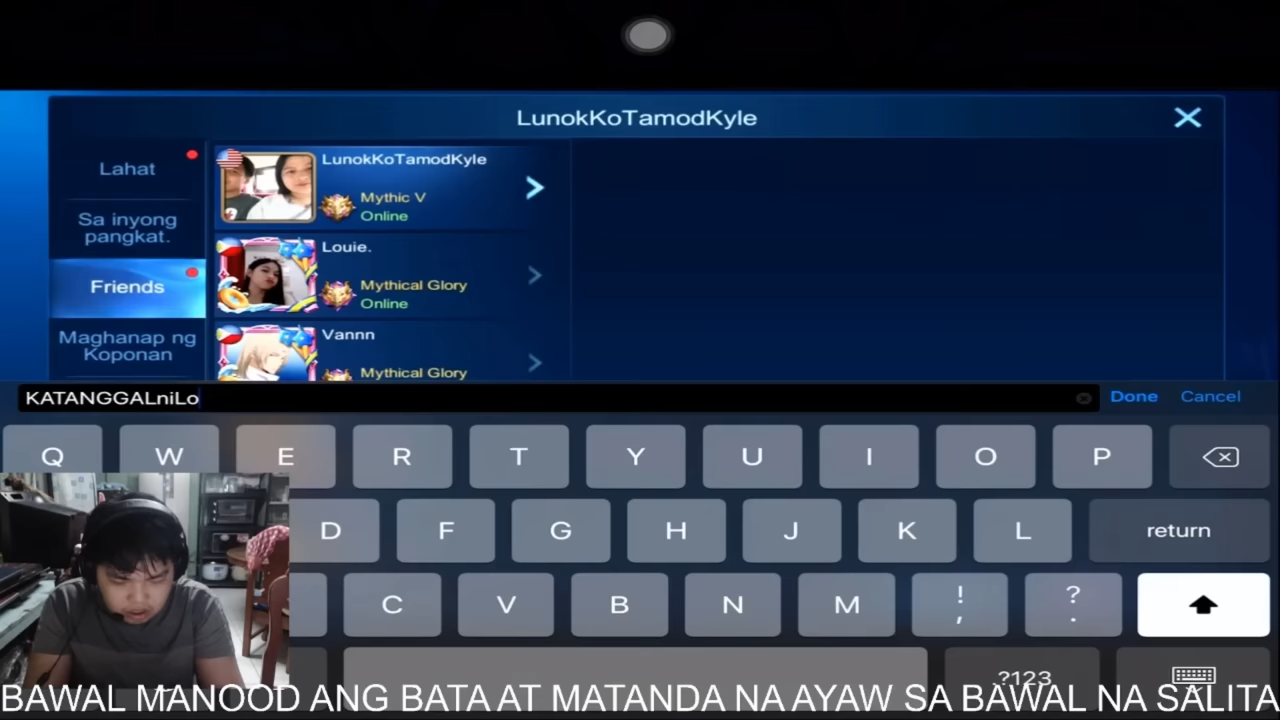 LunokKoTamodKyle
Lahat
Sa inyong
pangkat.
Friends
Maghanap ng
Koponan
LunokKoTamodKyle
Mythic V
Online
Louie.
Mythical Glory
Online
Vannn
Mythical Glory
KATANGGALniLo
Done
Cancel
Q W E R T Y U I O P
D F G H J K L return
C V B N M ! , ? .
.?123
BAWAL MANOOD ANG BATA AT MATANDA NA AYAW SA BAWAL NA SALITA